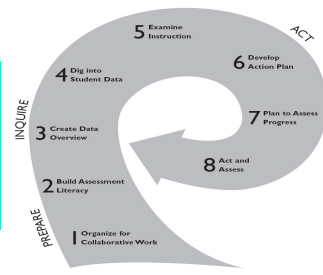 PREPARE
1 Organize for
Collaborative Work
2 Build Assessment
Literacy
INQUIRE
3 Create Data
Overview
4 Dig into
Student Data
5 Examine
Instruction
ACT
6 Develop
Action Plan
7 Plan to Assess
Progress
8 Act and
Assess